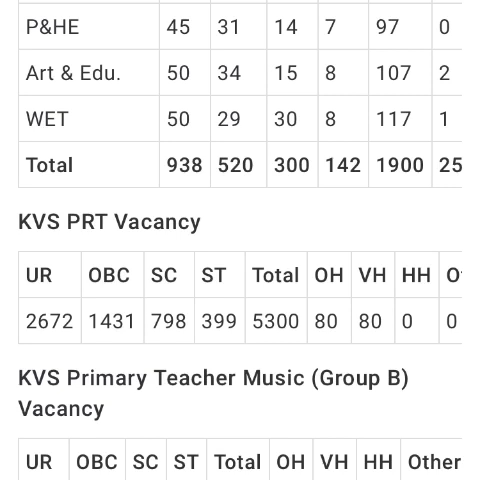 P&HE 45 31 14 7 97 0
Art & Edu. 50 34 15 8 107 2
WET 50 29 30 8 117 1
Total 938 520 300 142 1900 25
KVS PRT Vacancy
UR OBC SC ST Total OH VH HH
2672 1431 798 399 5300 80 80 0 0
KVS Primary Teacher Music (Group B)
Vacancy
UR OBC SC ST Total OH VH HH Other